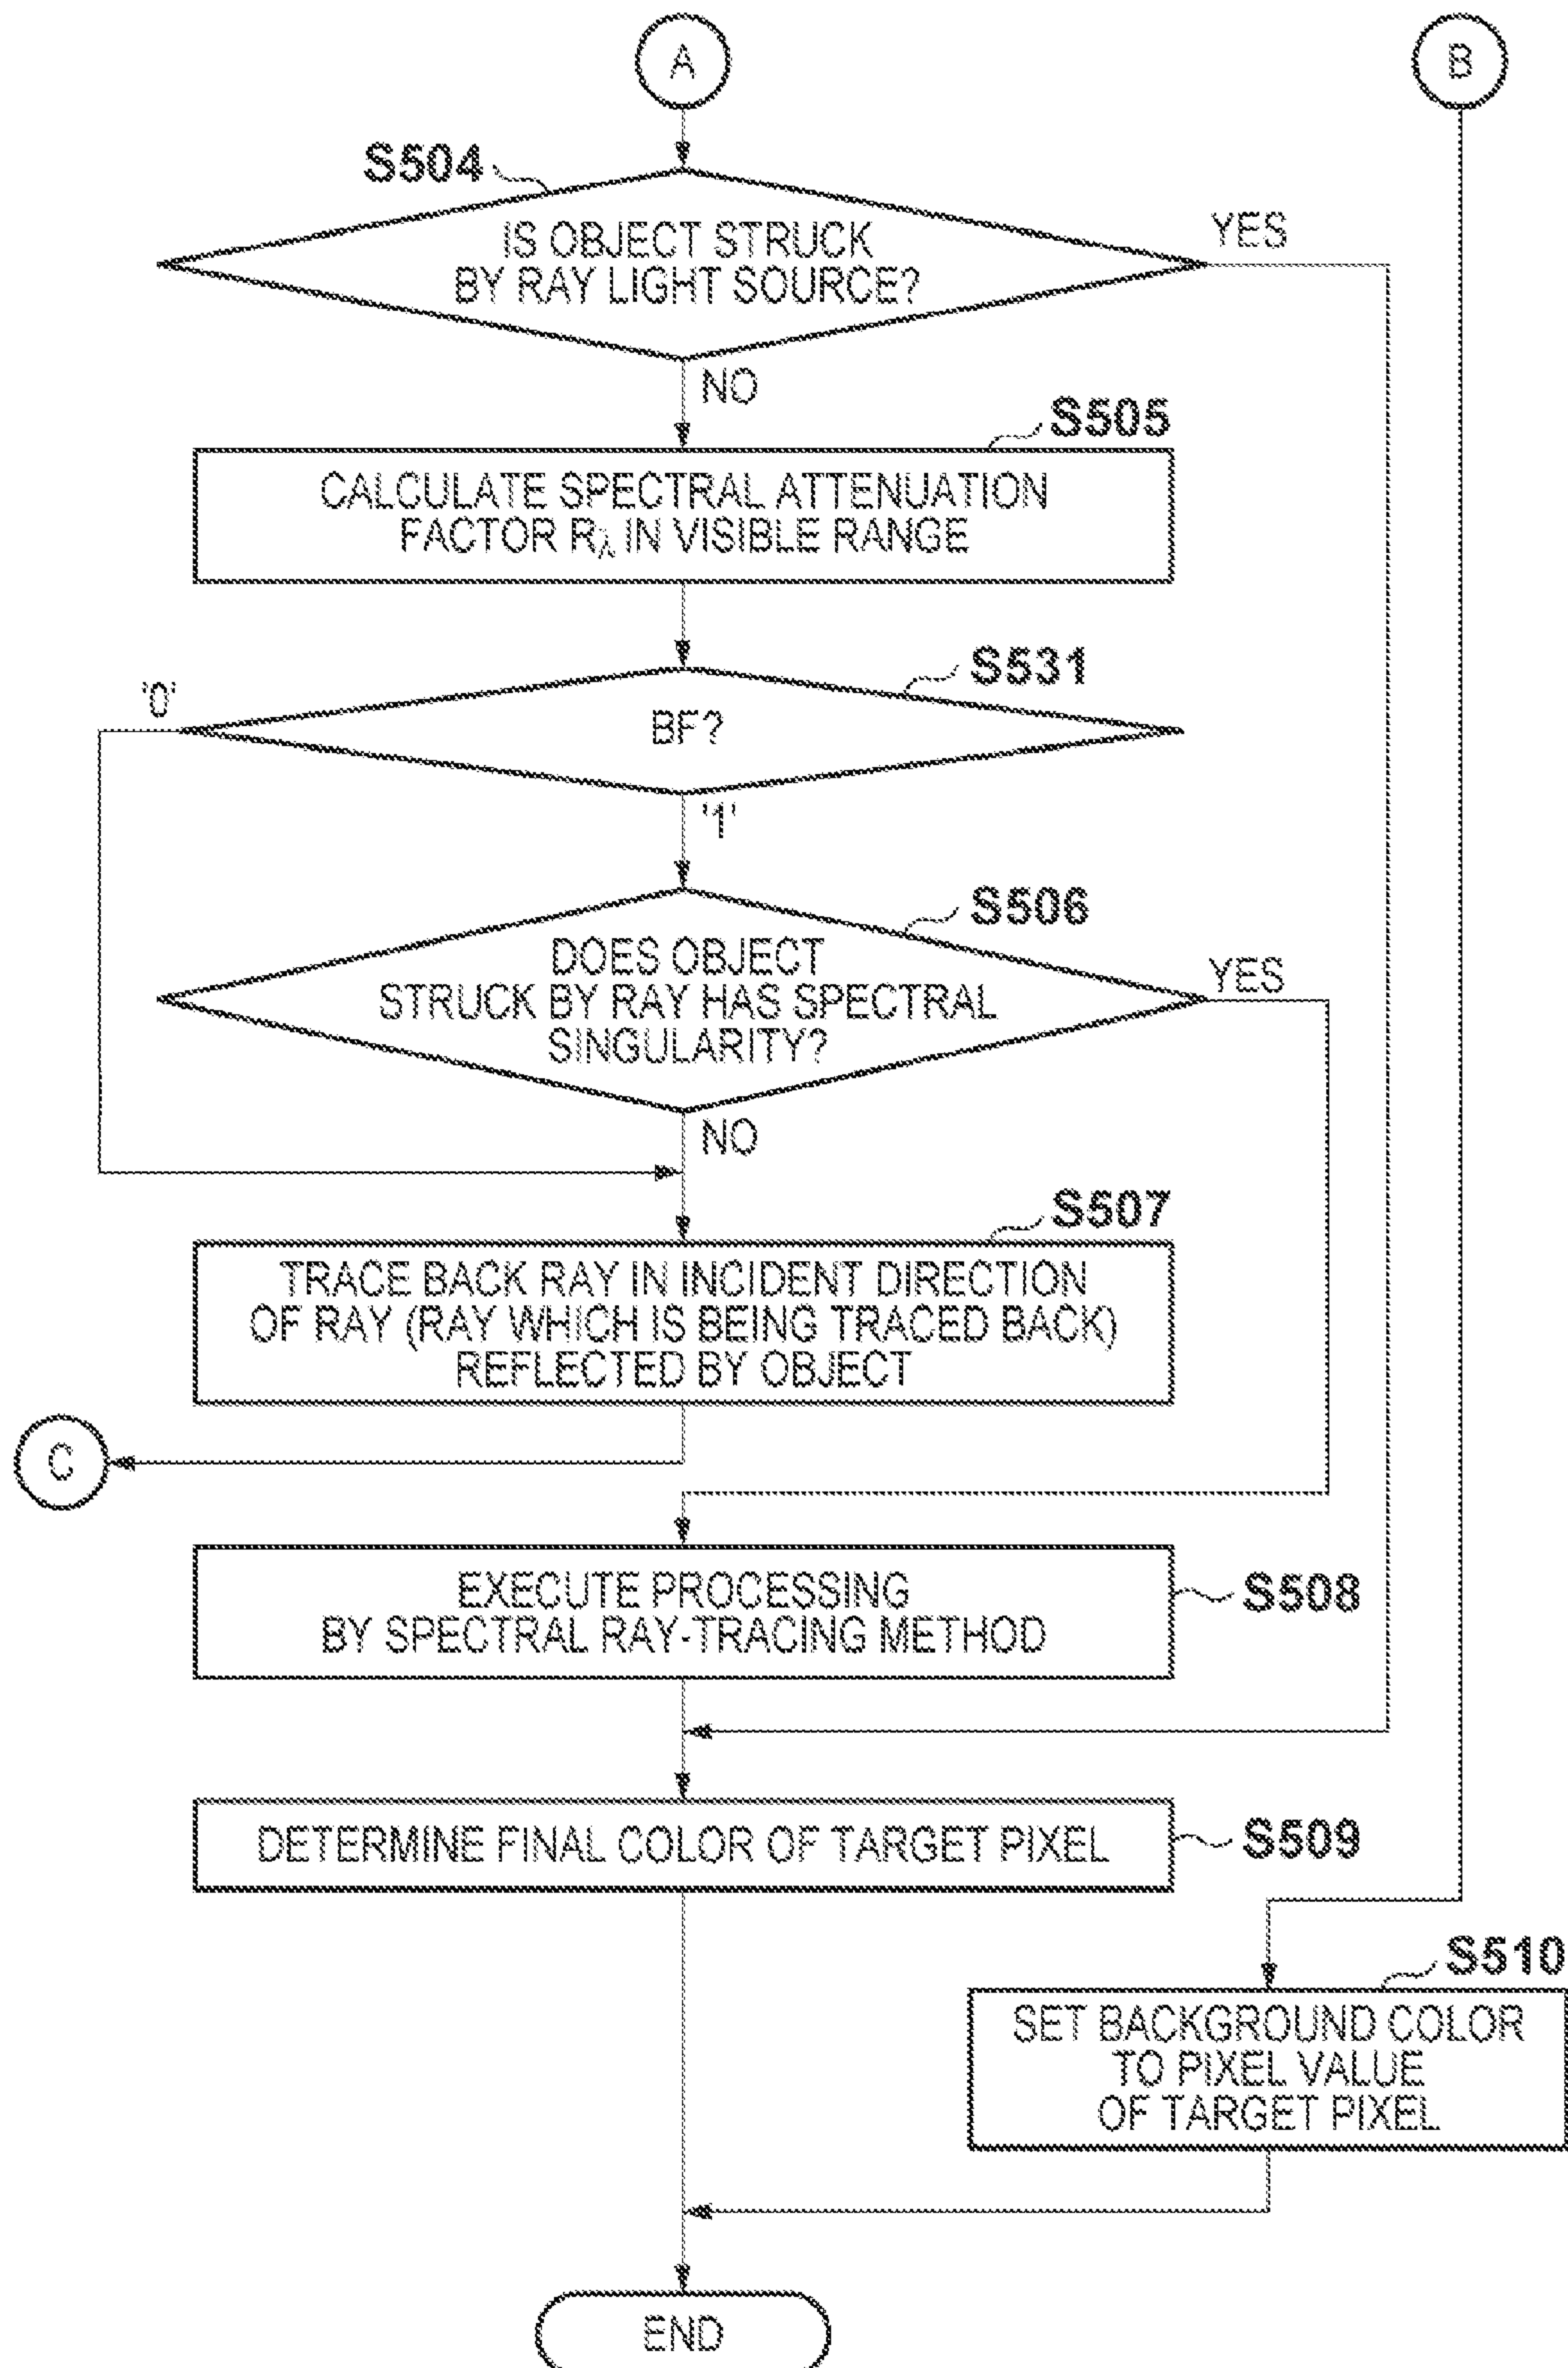 A
B
S504
IS OBJECT STRUCK
BY RAY LIGHT SOURCE?
YES
NO
S505
CALCULATE SPECTRAL ATTENUATION
FACTOR Rλ IN VISIBLE RANGE
S531
'0'
BF?
'1'
S506
DOES OBJECT
STRUCK BY RAY HAS SPECTRAL
SINGULARITY?
YES
NO
S507
TRACE BACK RAY IN INCIDENT DIRECTION
OF RAY (RAY WHICH IS BEING TRACED BACK)
REFLECTED BY OBJECT
C
EXECUTE PROCESSING
BY SPECTRAL RAY-TRACING METHOD
S508
DETERMINE FINAL COLOR OF TARGET PIXEL
S509
S510
SET BACKGROUND COLOR
TO PIXEL VALUE
OF TARGET PIXEL
END